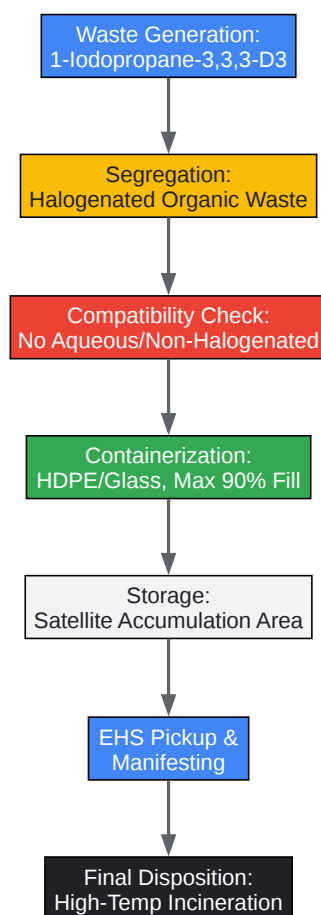 Waste Generation:
1-Iodopropane-3,3,3-D3
Segregation:
Halogenated Organic Waste
Compatibility Check:
No Aqueous/Non-Halogenated
Containerization:
HDPE/Glass, Max 90% Fill
Storage:
Satellite Accumulation Area
EHS Pickup &
Manifesting
Final Disposition:
High-Temp Incineration